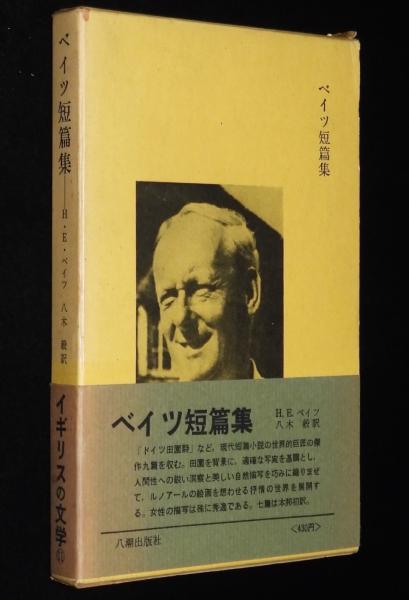 ベイツ短篇集
ベイツ短篇集――H・E・ベイツ 八木 毅訳
イギリスの文学
ベイツ短篇集
H.E.ベイツ
八木 毅訳
「ドイツ田園詩」など、現代短篇小説の世界的巨匠の傑
作九篇を収む。田園を背景に、適確な写実を基調とし、
人間性への鋭い洞察と美しい自然描写を巧みに織りまぜ
て、ルノアールの絵画を想わせる抒情の世界を展開す
る。女性の描写は殊に秀逸である。七篇は本邦初訳。
八潮出版社
<430円>